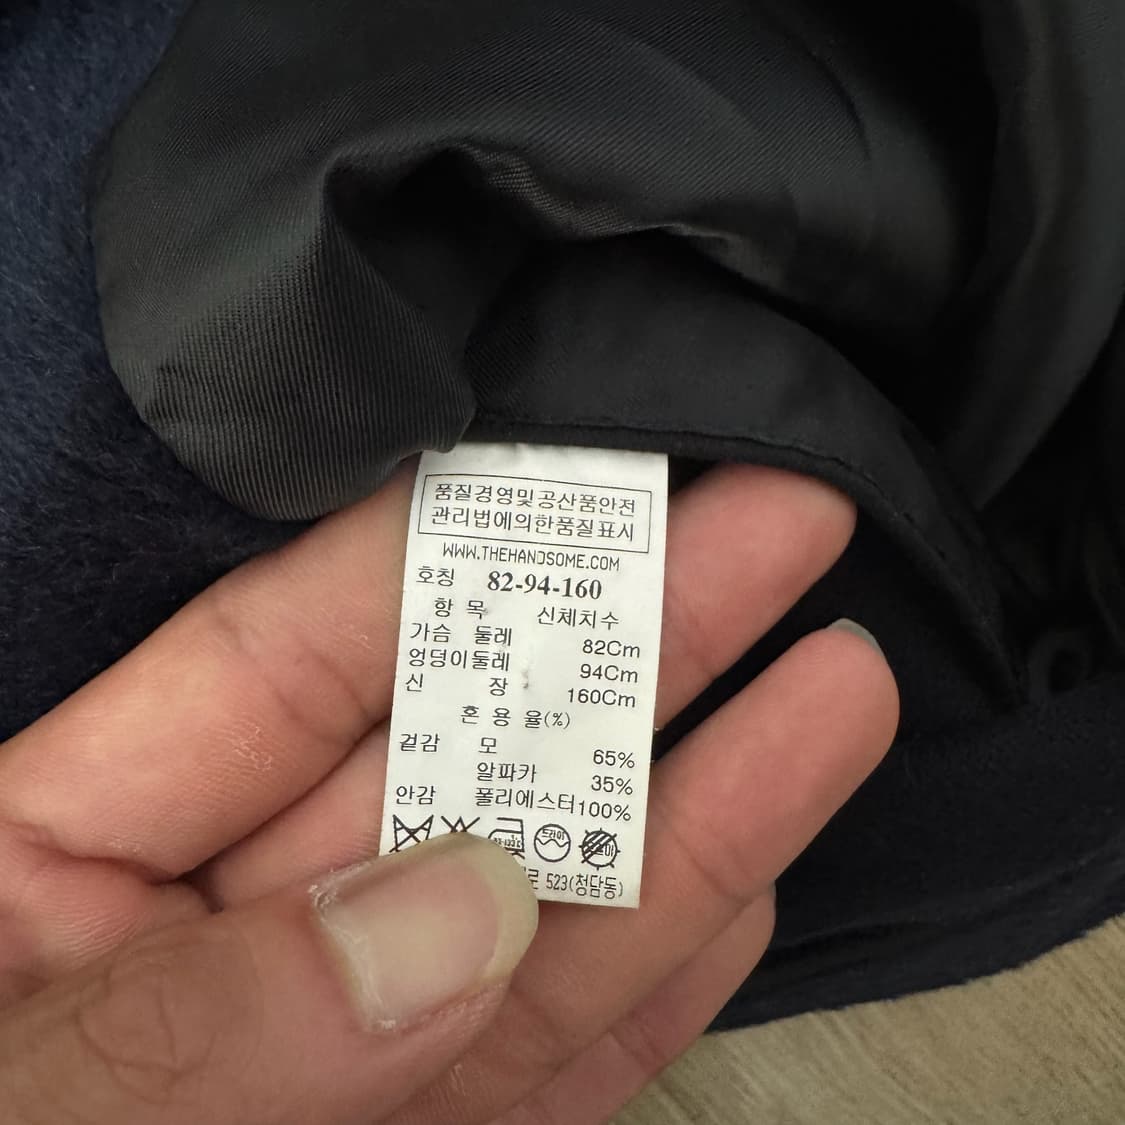 품질경영및공산품안전
관리법에의한품질표시
WWW.THEHANDSOME.COM
호칭 82-94-160
항 목 신체치수
가슴 둘레 82Cm
엉덩이둘레 94Cm
신 장 160Cm
혼 용 율(%)
겉감 모 65%
알파카 35%
안감 폴리에스터100%
드라이
로 523(청담동)